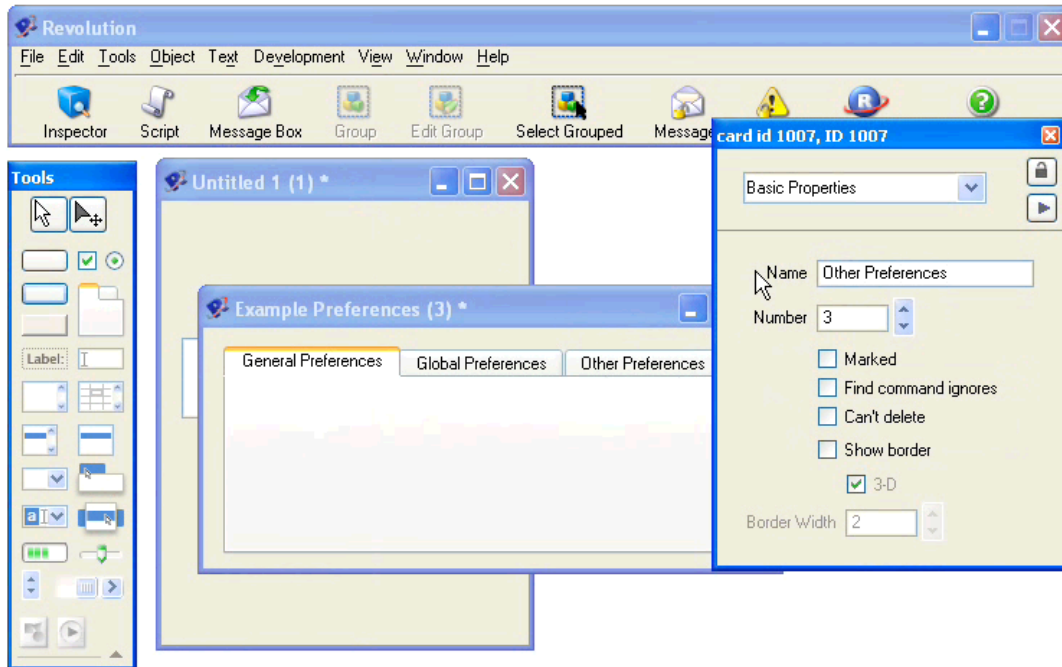 Revolution
File Edit Tools Object Text Development View Window Help
Inspector Script Message Box Group Edit Group Select Grouped Message
card id 1007, ID 1007
Tools
Untitled 1 (1) *
Basic Properties
Name Other Preferences
Example Preferences (3) *
Number 3
Label:
General Preferences Global Preferences Other Preferences
Marked
Find command ignores
Can't delete
Show border
3-D
a
Border Width 2